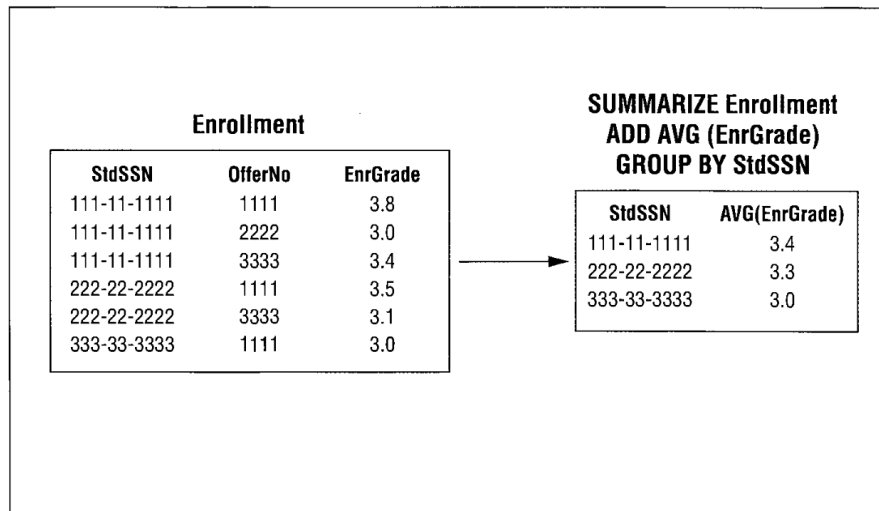 Enrollment
StdSSN OfferNo EnrGrade
111-11-1111 1111 3.8
111-11-1111 2222 3.0
111-11-1111 3333 3.4
222-22-2222 1111 3.5
222-22-2222 3333 3.1
333-33-3333 1111 3.0
SUMMARIZE Enrollment
ADD AVG (EnrGrade)
GROUP BY StdSSN
StdSSN AVG(EnrGrade)
111-11-1111 3.4
222-22-2222 3.3
333-33-3333 3.0